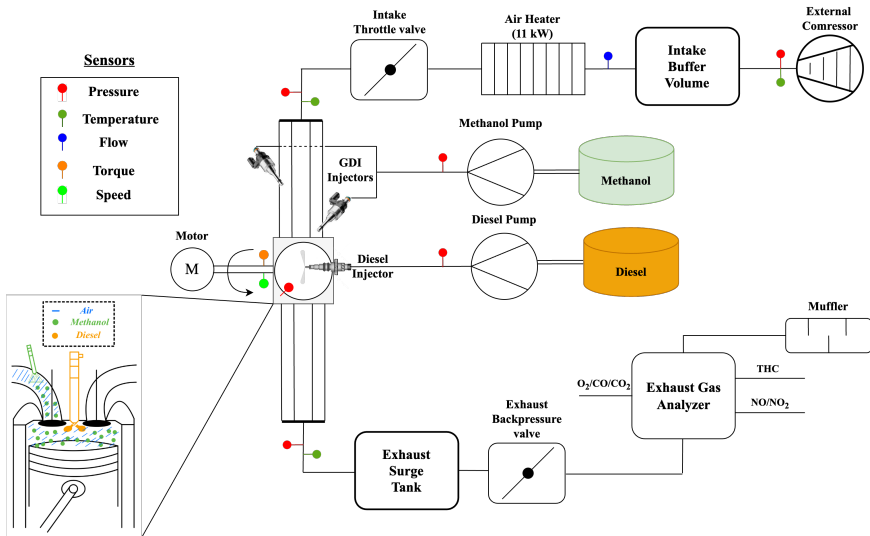 Intake
Throttle valve
Air Heater
(11 kW)
External
Comressor
Intake
Buffer
Volume
Sensors
Pressure
Temperature
Flow
Torque
Speed
Methanol Pump
GDI
Injectors
Methanol
Diesel Pump
Motor
M
Diesel
Injector
Diesel
Air
Methanol
Diesel
Muffler
THC
O2/CO/CO2
Exhaust Gas
Analyzer
NO/NO2
Exhaust
Backpressure
valve
Exhaust
Surge
Tank